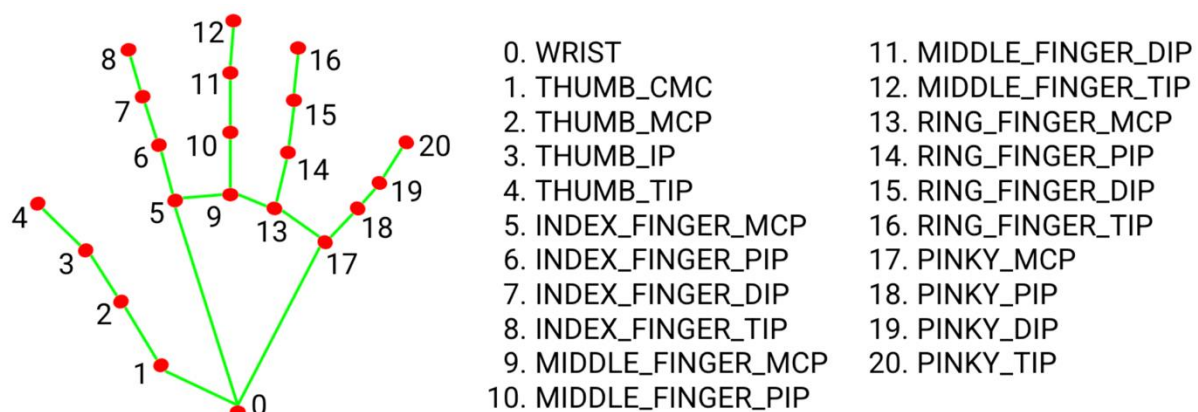 12
8
16
11
7
15
10
6
20
14
19
4
5
9
13
18
3
17
2
1
0
0. WRIST
1. THUMB_CMC
2. THUMB_MCP
3. THUMB_IP
4. THUMB_TIP
5. INDEX_FINGER_MCP
6. INDEX_FINGER_PIP
7. INDEX_FINGER_DIP
8. INDEX_FINGER_TIP
9. MIDDLE_FINGER_MCP
10. MIDDLE_FINGER_PIP
11. MIDDLE_FINGER_DIP
12. MIDDLE_FINGER_TIP
13. RING_FINGER_MCP
14. RING_FINGER_PIP
15. RING_FINGER_DIP
16. RING_FINGER_TIP
17. PINKY_MCP
18. PINKY_PIP
19. PINKY_DIP
20. PINKY_TIP